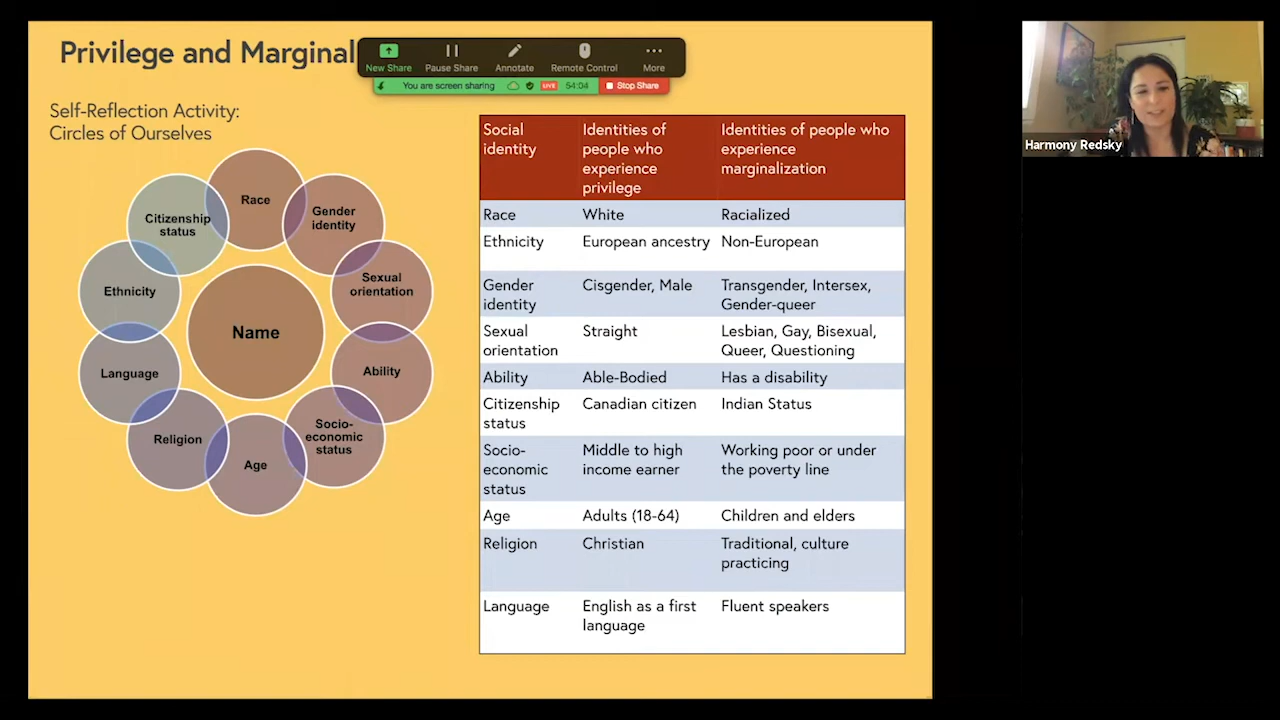 Privilege and Marginal
New Share
Pause Share
Annotate
Remote Control
More
You are screen sharing
LIVE
54:04
Stop Share
Self-Reflection Activity:
Circles of Ourselves
Race
Gender
identity
Sexual
orientation
Ability
Socio-
economic
status
Age
Religion
Language
Ethnicity
Citizenship
status
Name
Social
identity
Identities of
people who
experience
privilege
Identities of people who
experience
marginalization
Race
White
Racialized
Ethnicity
European ancestry
Non-European
Gender
identity
Cisgender, Male
Transgender, Intersex,
Gender-queer
Sexual
orientation
Straight
Lesbian, Gay, Bisexual,
Queer, Questioning
Ability
Able-Bodied
Has a disability
Citizenship
status
Canadian citizen
Indian Status
Socio-
economic
status
Middle to high
income earner
Working poor or under
the poverty line
Age
Adults (18-64)
Children and elders
Religion
Christian
Traditional, culture
practicing
Language
English as a first
language
Fluent speakers
Harmony Redsky